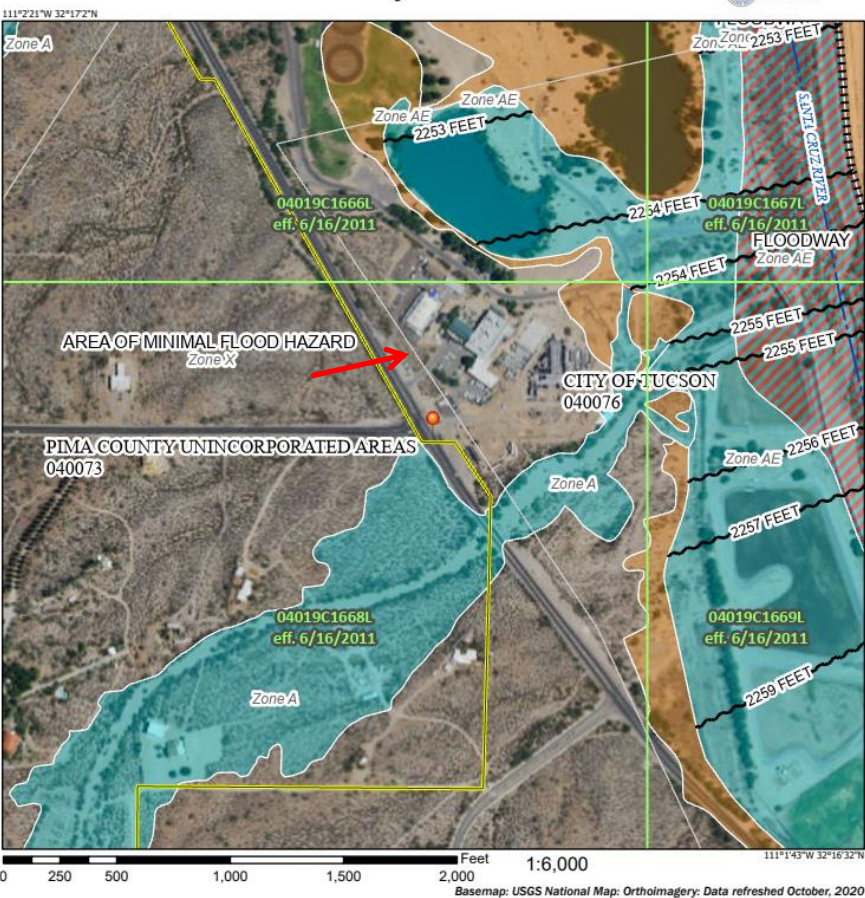 111°2'21"W 32°17'2"N
Zone A
FLOODWAY
Zone AE
2253 FEET
Zone AE
Zone AE
2253 FEET
SANTA CRUZ RIVER
2254 FEET
04019C1666L
eff. 6/16/2011
04019C1667L
eff. 6/16/2011
FLOODWAY
Zone AE
2254 FEET
2255 FEET
2255 FEET
AREA OF MINIMAL FLOOD HAZARD
Zone X
CITY OF TUCSON
040076
PIMA COUNTY UNINCORPORATED AREAS
040073
2256 FEET
Zone AE
Zone A
2257 FEET
04019C1668L
eff. 6/16/2011
04019C1669L
eff. 6/16/2011
2259 FEET
Zone A
111°1'43"W 32°16'32"N
Feet
0 250 500 1,000 1,500 2,000
1:6,000
Basemap: USGS National Map: Orthoimagery: Data refreshed October, 2020